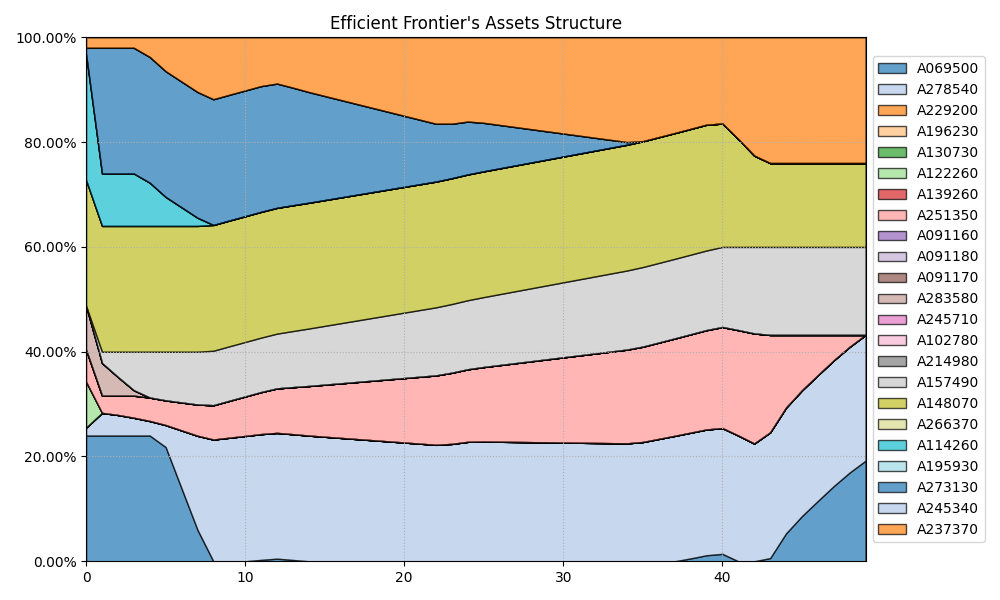 Efficient Frontier's Assets Structure
100.00%
80.00%
60.00%
40.00%
20.00%
0.00%
0
10
20
30
40
A069500
A278540
A229200
A196230
A130730
A122260
A139260
A251350
A091160
A091180
A091170
A283580
A245710
A102780
A214980
A157490
A148070
A266370
A114260
A195930
A273130
A245340
A237370